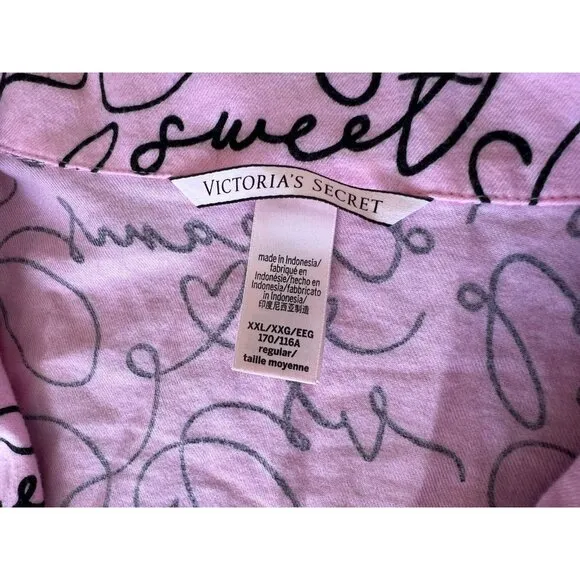 sweet
VICTORIA'S SECRET
made in Indonesia/
fabriqué en
Indonésie/hecho en
Indonesia/fabbricato
in Indonesia/
印度尼西亚制造
XXL/XXG/EEG
170/116A
regular/
taille moyenne